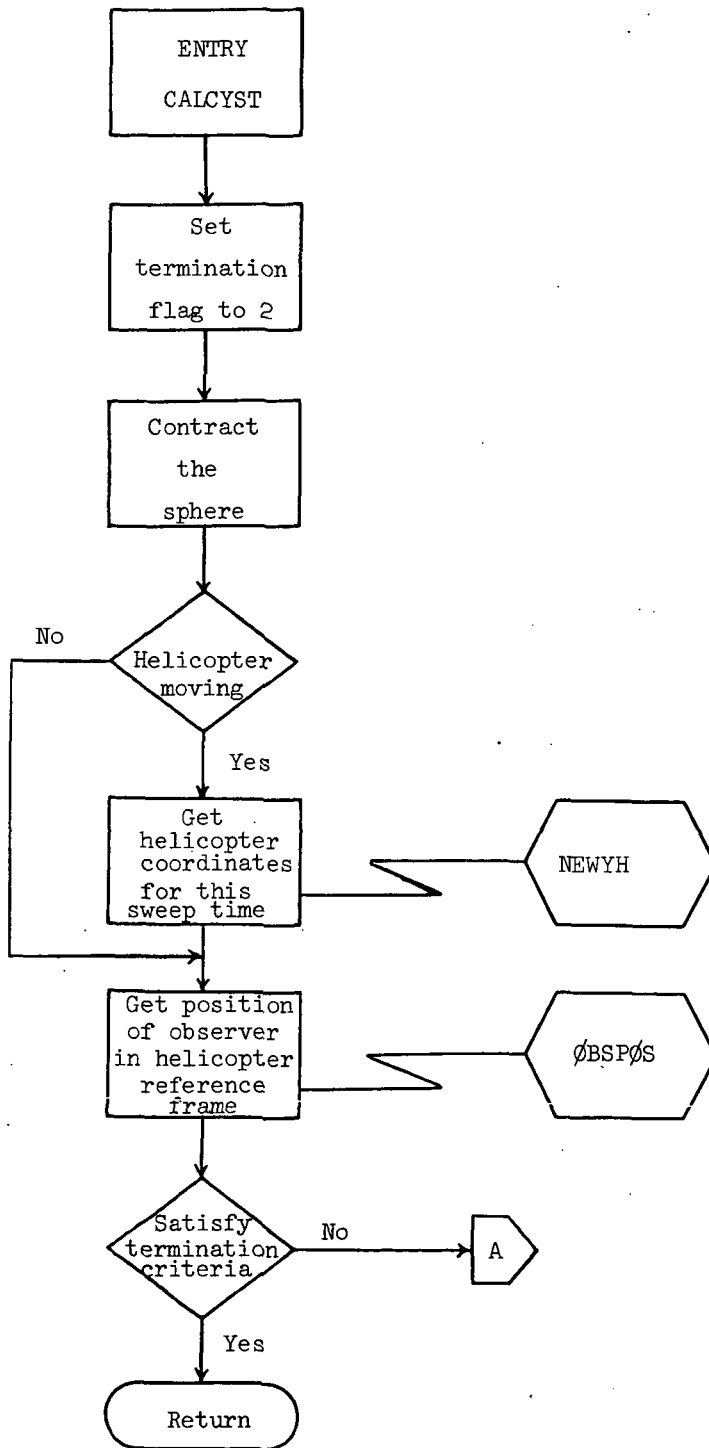 ENTRY
CALCYST
Set
termination
flag to 2
Contract
the
sphere
No
Helicopter
moving
Yes
Get
helicopter
coordinates
for this
sweep time
NEWYH
Get position
of observer
in helicopter
reference
frame
ØBSPØS
Satisfy
termination
criteria
No
A
Yes
Return